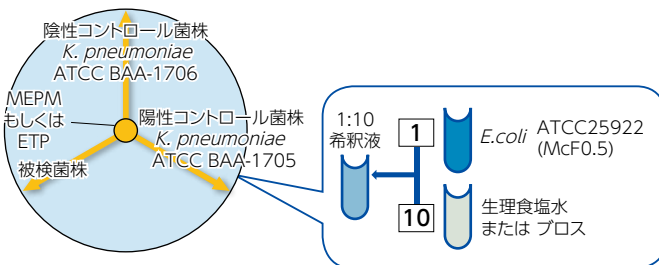 陰性コントロール菌株
K. pneumoniae
ATCC BAA-1706
MEPM
もしくは
ETP
陽性コントロール菌株
K. pneumoniae
ATCC BAA-1705
被検菌株
1:10
希釈液
1
E.coli ATCC25922
(McF0.5)
10
生理食塩水
または ブロス